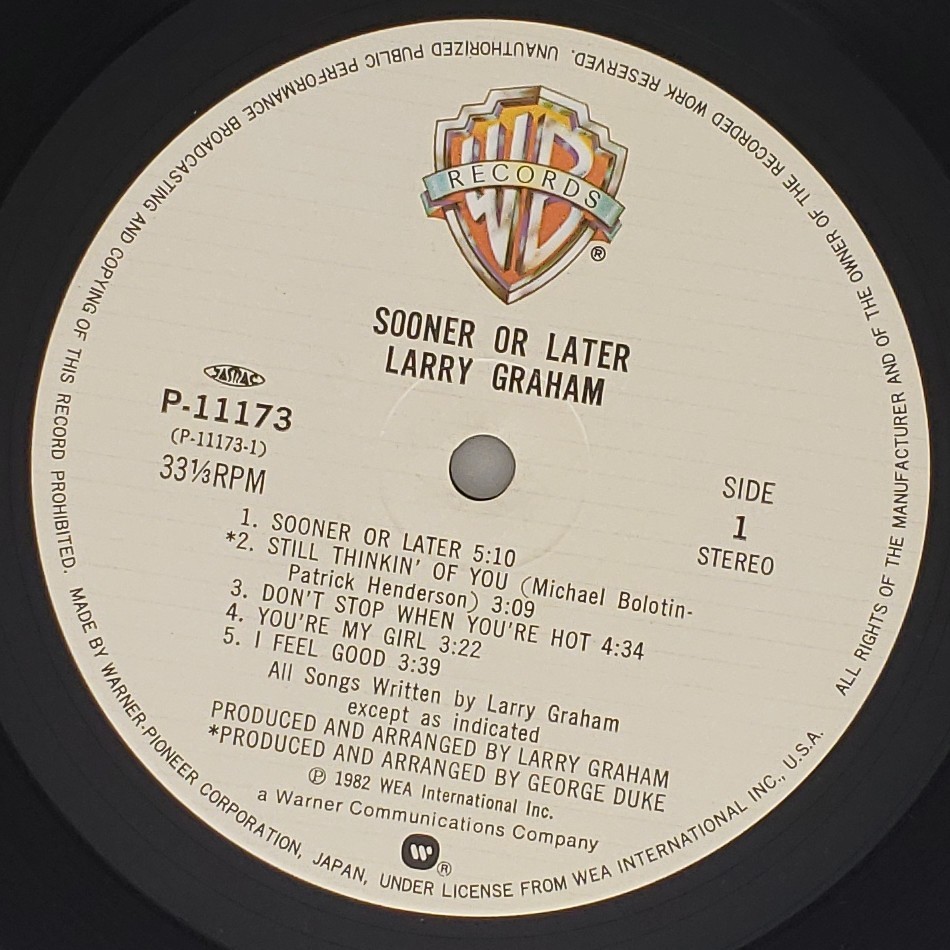 WB
RECORDS
®
SOONER OR LATER
LARRY GRAHAM
JASRAC
P-11173
(P-11173-1)
33⅓RPM
SIDE
1
STEREO
1. SOONER OR LATER 5:10
*2. STILL THINKIN' OF YOU (Michael Bolotin-
Patrick Henderson) 3:09
3. DON'T STOP WHEN YOU'RE HOT 4:34
4. YOU'RE MY GIRL 3:22
5. I FEEL GOOD 3:39
All Songs Written by Larry Graham
except as indicated
PRODUCED AND ARRANGED BY LARRY GRAHAM
*PRODUCED AND ARRANGED BY GEORGE DUKE
℗ 1982 WEA International Inc.
a Warner Communications Company
®
MADE BY WARNER-PIONEER CORPORATION, JAPAN, UNDER LICENSE FROM WEA INTERNATIONAL INC., U.S.A.
ALL RIGHTS OF THE MANUFACTURER AND OF THE OWNER OF THE RECORDED WORK RESERVED. UNAUTHORIZED PUBLIC PERFORMANCE BROADCASTING AND COPYING OF THIS RECORD PROHIBITED.